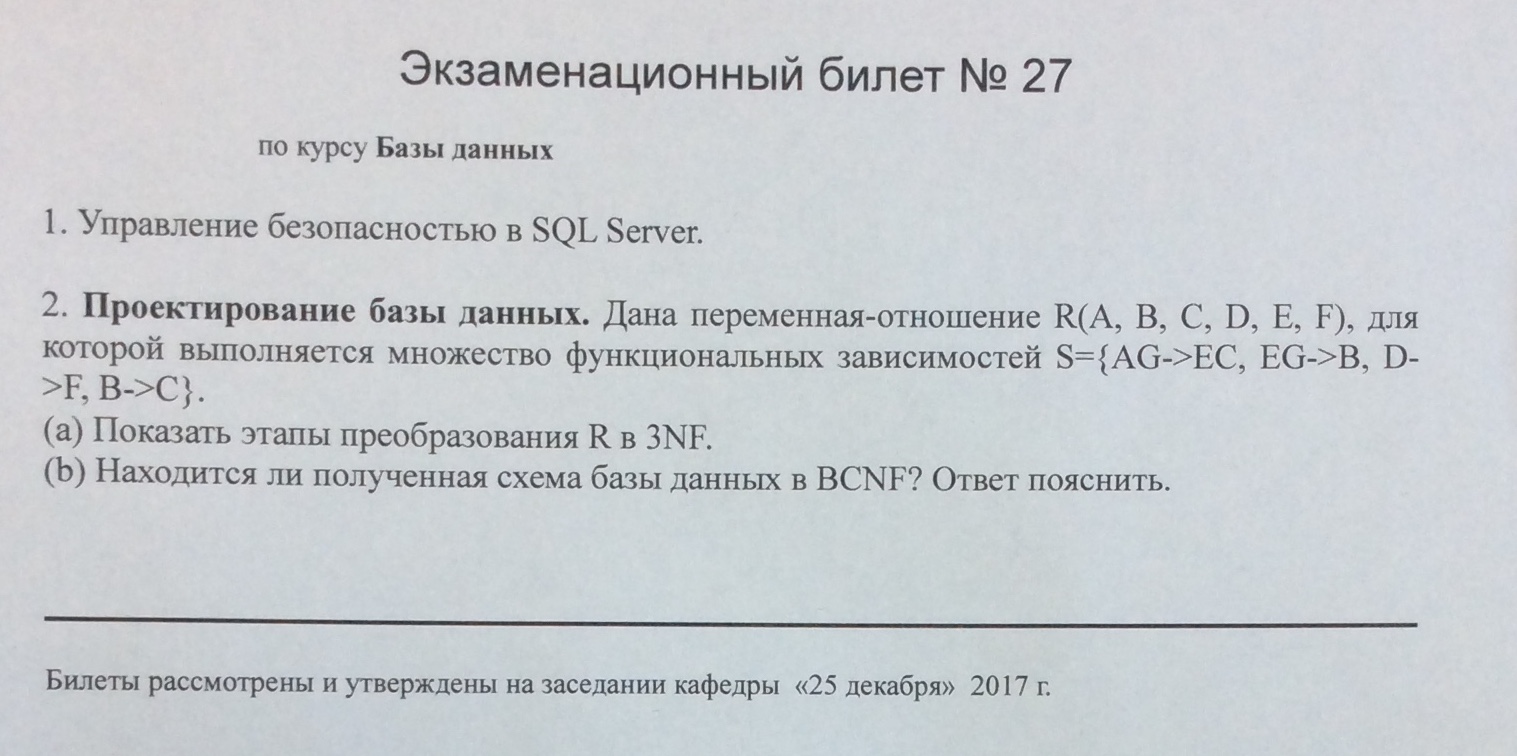 Экзаменационный билет № 27
по курсу Базы данных
1. Управление безопасностью в SQL Server.
2. Проектирование базы данных. Дана переменная-отношение R(A, B, C, D, E, F), для
которой выполняется множество функциональных зависимостей S={AG->EC, EG->B, D-
>F, B->C}.
(a) Показать этапы преобразования R в 3NF.
(b) Находится ли полученная схема базы данных в BCNF? Ответ пояснить.
Билеты рассмотрены и утверждены на заседании кафедры «25 декабря» 2017 г.